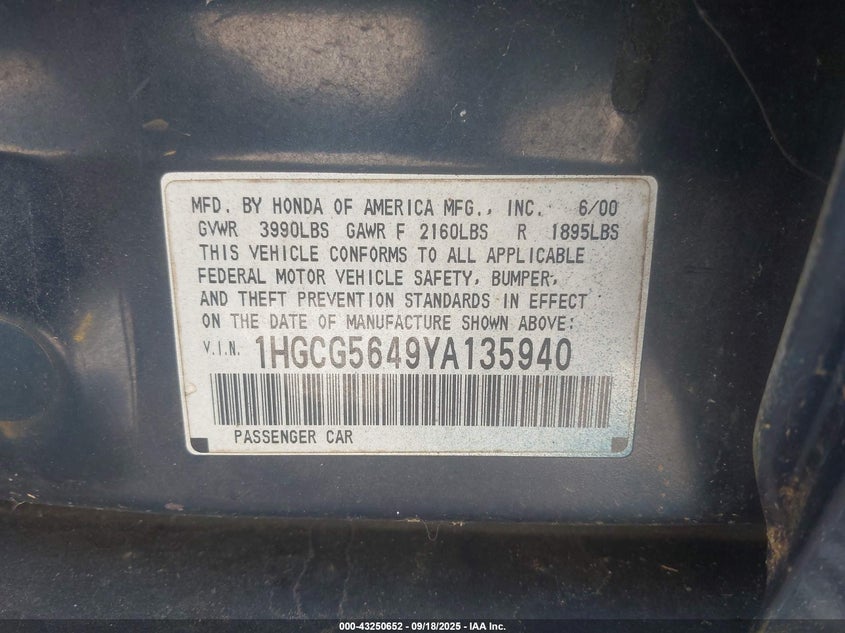 MFD. BY HONDA OF AMERICA MFG., INC. 6/00
GVWR 3990LBS GAWR F 2160LBS R 1895LBS
THIS VEHICLE CONFORMS TO ALL APPLICABLE
FEDERAL MOTOR VEHICLE SAFETY, BUMPER,
AND THEFT PREVENTION STANDARDS IN EFFECT
ON THE DATE OF MANUFACTURE SHOWN ABOVE:
V.I.N. 1HGCG5649YA135940
PASSENGER CAR
000-43250652 - 09/18/2025 - IAA Inc.